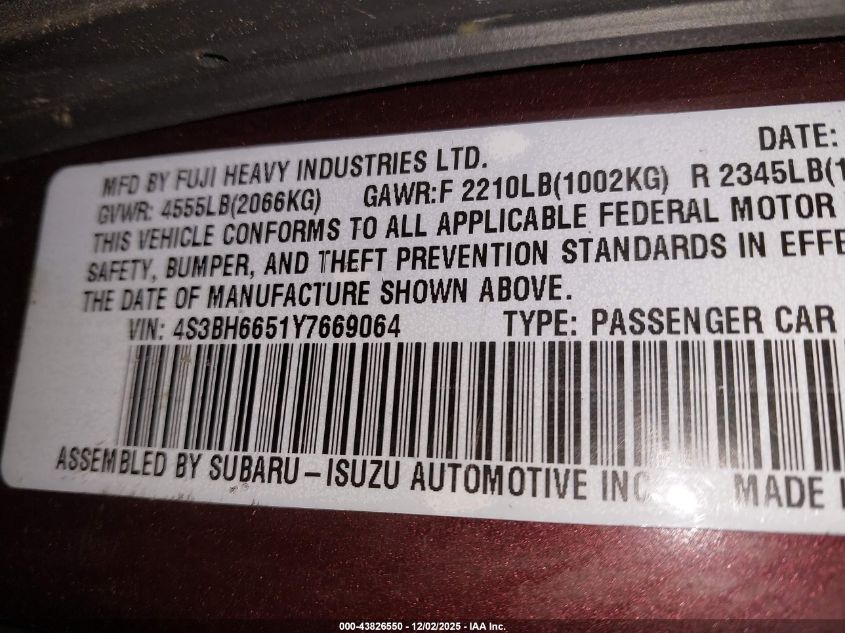 DATE:
MFD BY FUJI HEAVY INDUSTRIES LTD.
GVWR: 4555LB(2066KG) GAWR:F 2210LB(1002KG) R 2345LB(1
THIS VEHICLE CONFORMS TO ALL APPLICABLE FEDERAL MOTOR
SAFETY, BUMPER, AND THEFT PREVENTION STANDARDS IN EFFE
THE DATE OF MANUFACTURE SHOWN ABOVE.
VIN: 4S3BH6651Y7669064 TYPE: PASSENGER CAR
ASSEMBLED BY SUBARU-ISUZU AUTOMOTIVE INC MADE
000-43826550 - 12/02/2025 - IAA Inc.